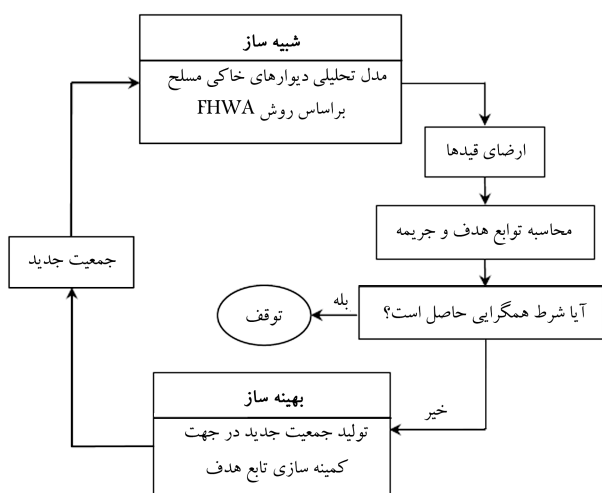 شبیه ساز
مدل تحلیلی دیوارهای خاکی مسلح
براساس روش FHWA
ارضای قیدها
محاسبه توابع هدف و جریمه
جمعیت جدید
آیا شرط همگرایی حاصل است؟
بله
توقف
خیر
بهینه ساز
تولید جمعیت جدید در جهت
کمینه سازی تابع هدف